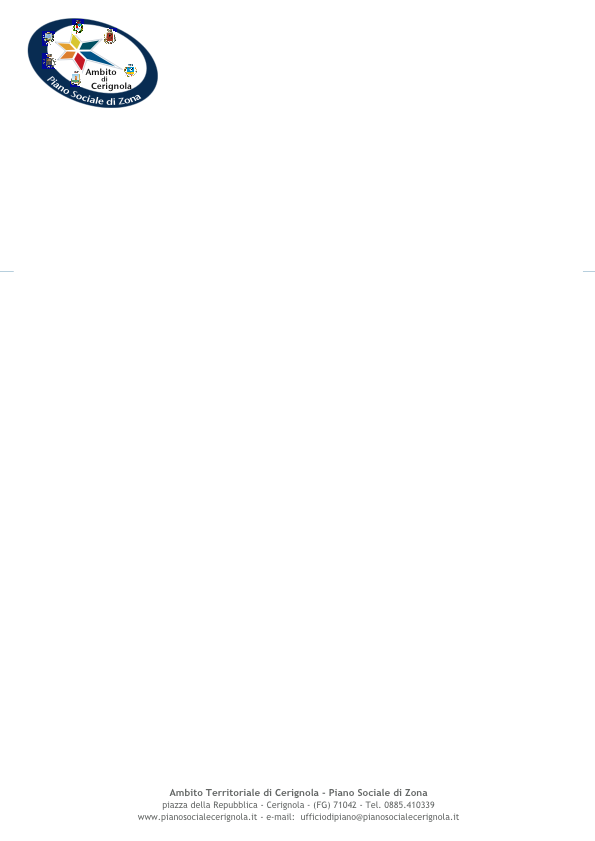 Ambito
di
Cerignola
Piano Sociale di Zona
Ambito Territoriale di Cerignola - Piano Sociale di Zona
piazza della Repubblica - Cerignola - (FG) 71042 - Tel. 0885.410339
www.pianosocialecerignola.it - e-mail:  ufficiodipiano@pianosocialecerignola.it